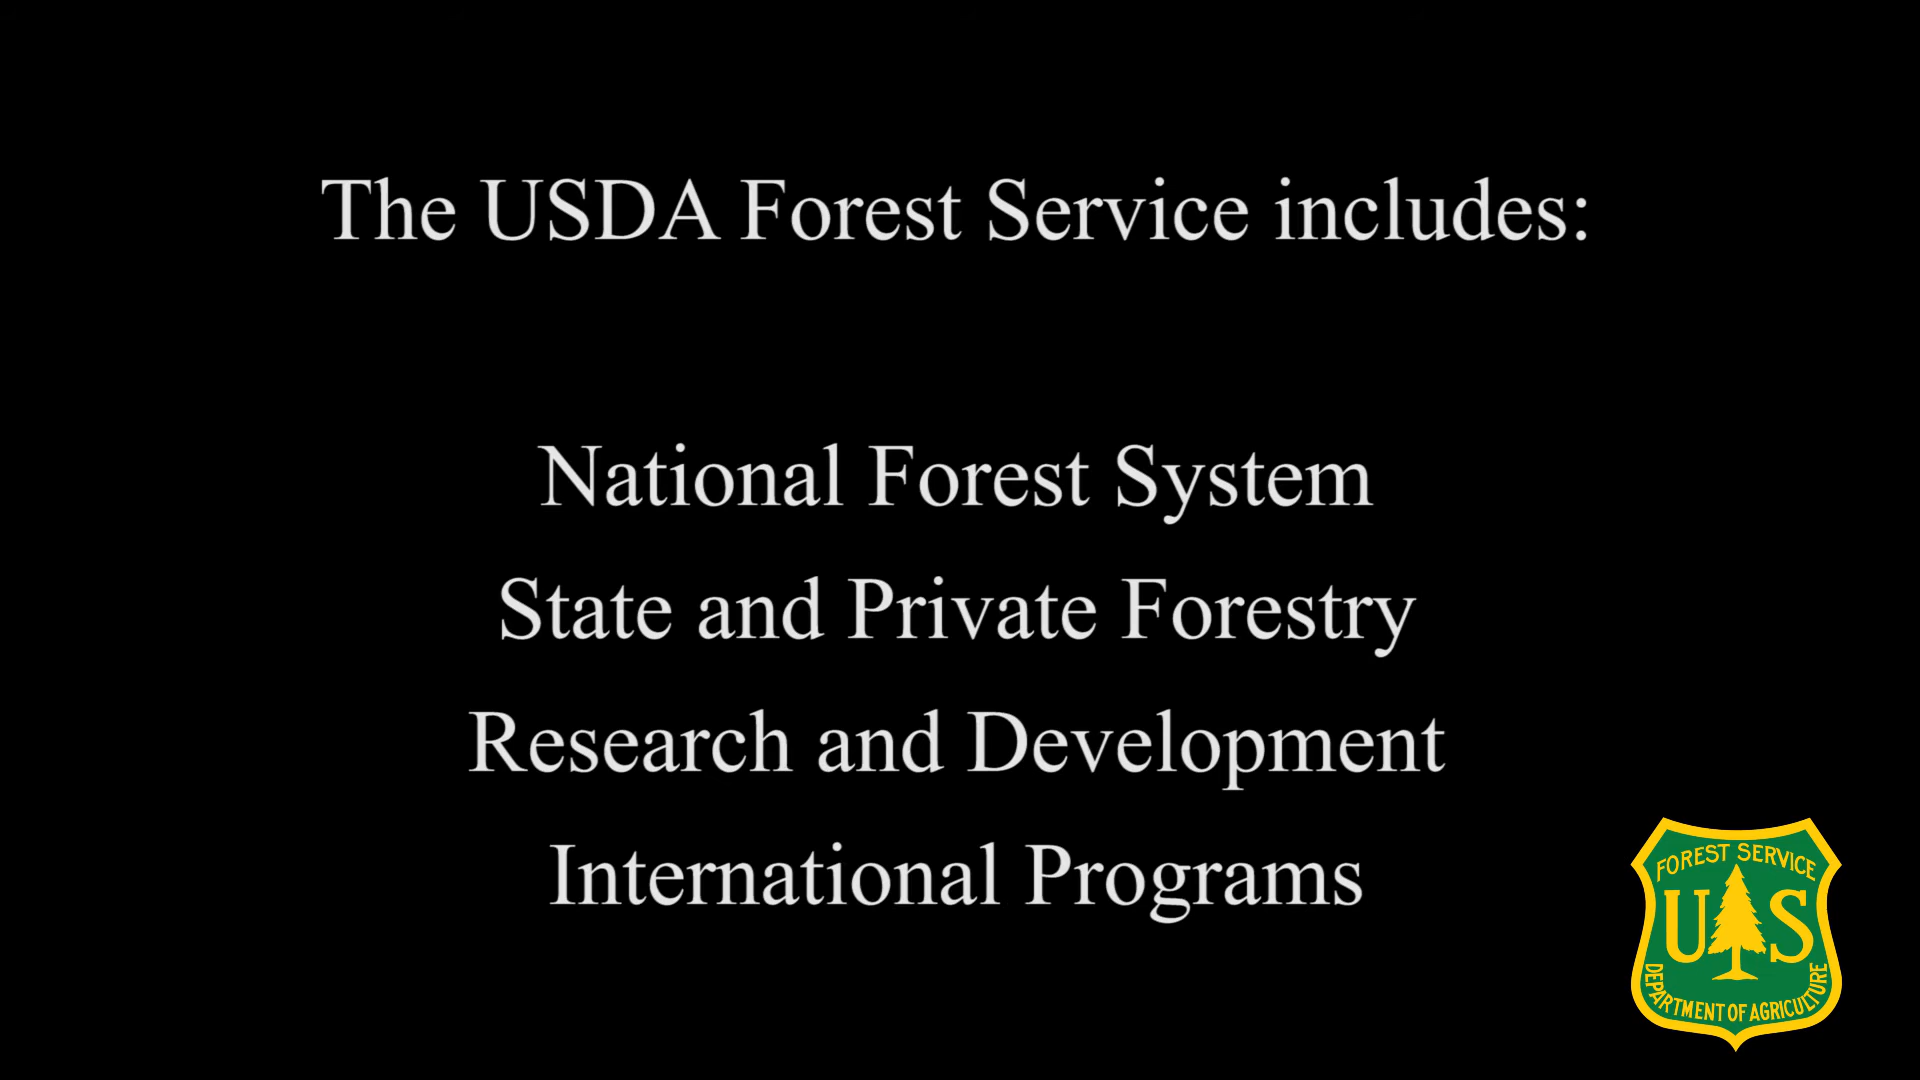 The USDA Forest Service includes:
National Forest System
State and Private Forestry
Research and Development
International Programs
FOREST SERVICE
U S
DEPARTMENT OF AGRICULTURE